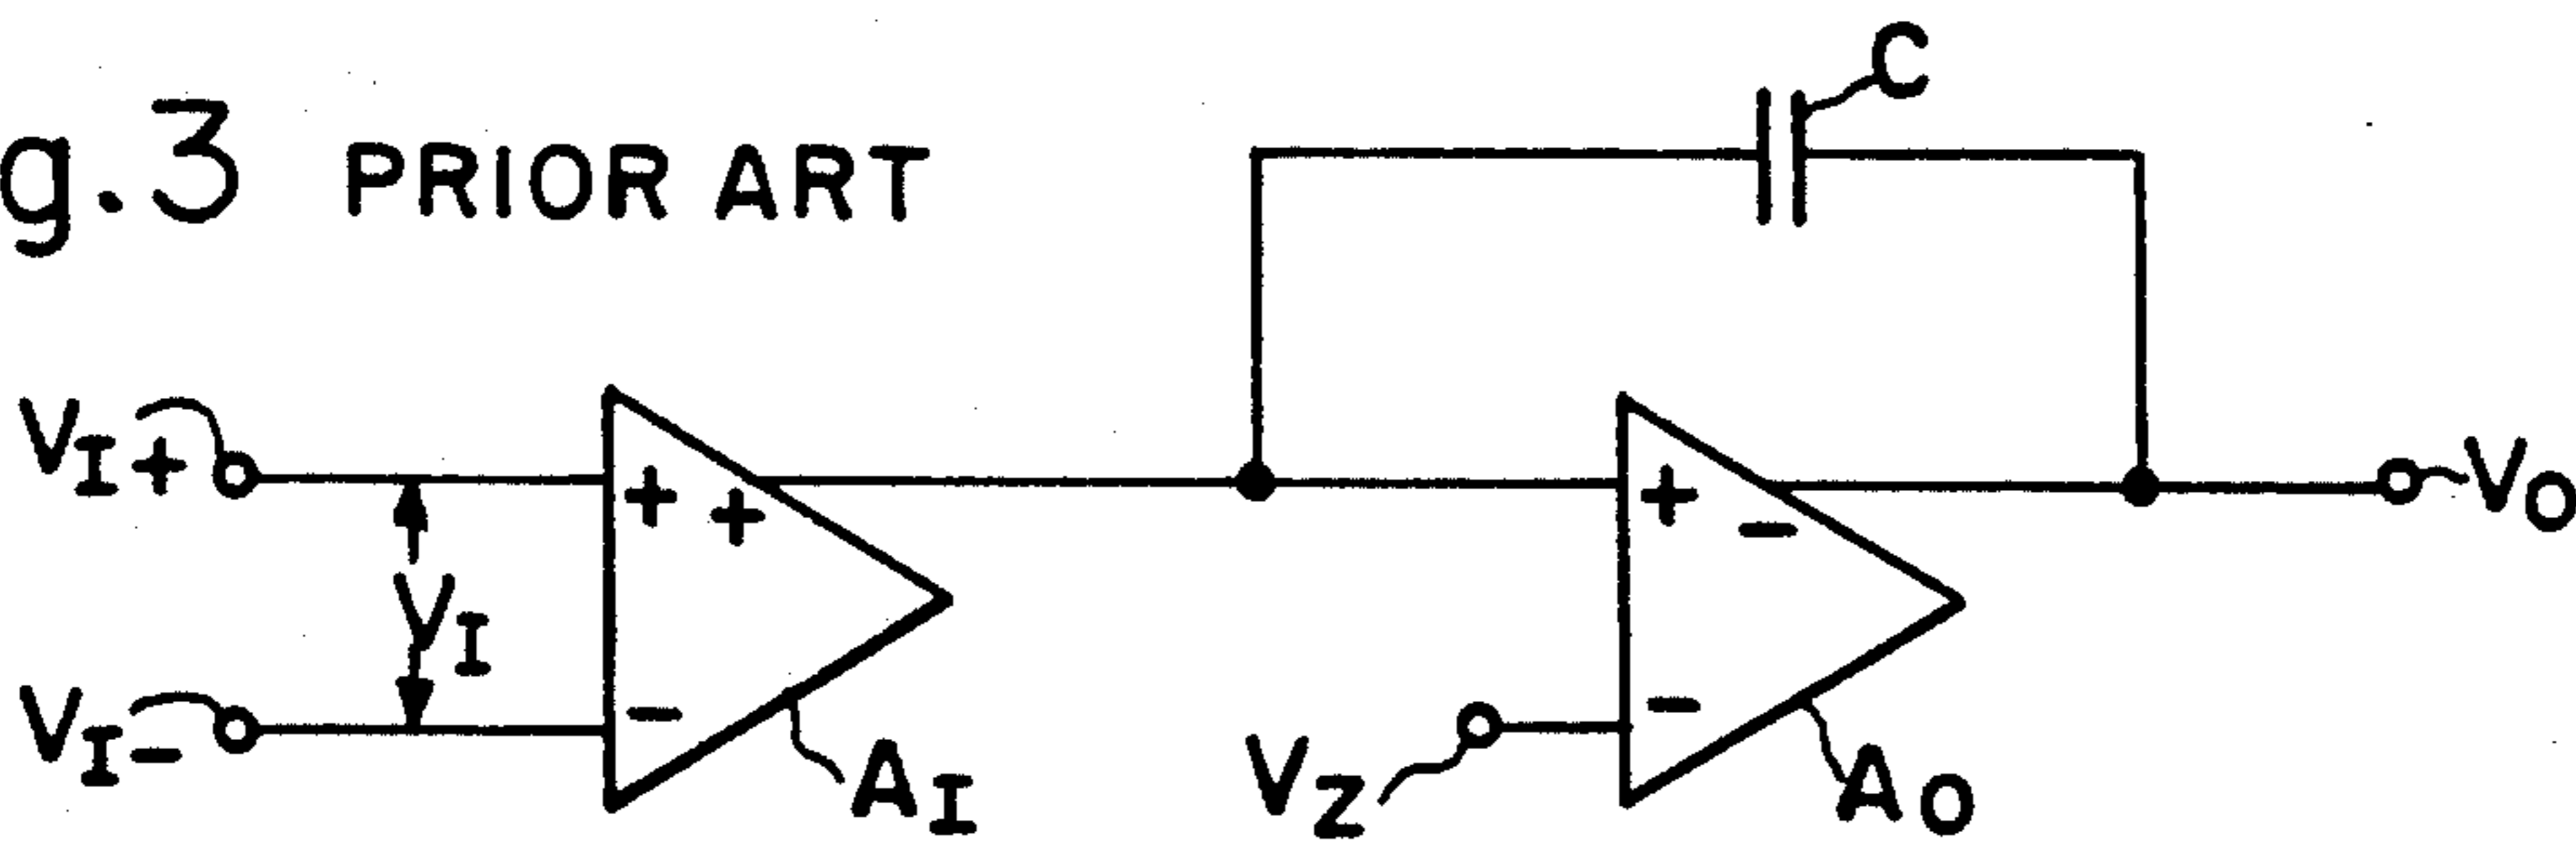 g.3 PRIOR ART
C
VI+
+ +
+ -
VO
VI
VI-
-
AI
VZ
-
AO